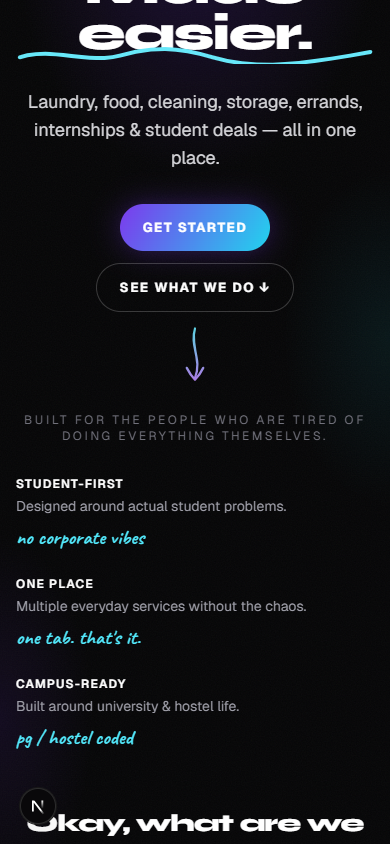 Made
easier.
Laundry, food, cleaning, storage, errands,
internships & student deals — all in one
place.
GET STARTED
SEE WHAT WE DO ↓
BUILT FOR THE PEOPLE WHO ARE TIRED OF
DOING EVERYTHING THEMSELVES.
STUDENT-FIRST
Designed around actual student problems.
no corporate vibes
ONE PLACE
Multiple everyday services without the chaos.
one tab. that's it.
CAMPUS-READY
Built around university & hostel life.
pg / hostel coded
N
Okay, what are we